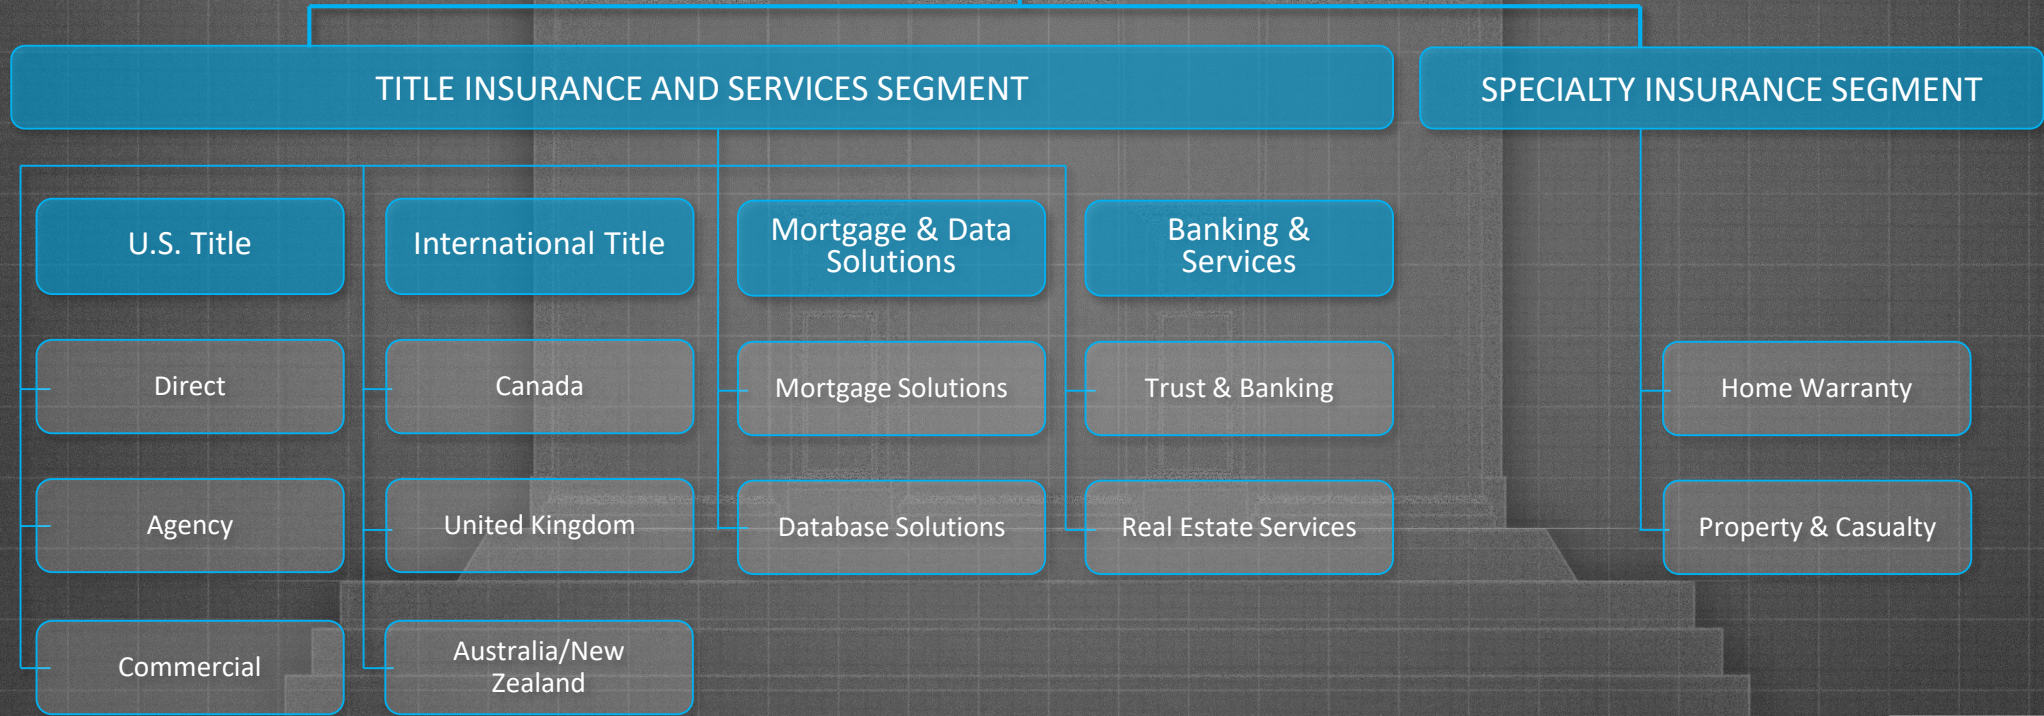 TITLE INSURANCE AND SERVICES SEGMENT
SPECIALTY INSURANCE SEGMENT
U.S. Title
International Title
Mortgage & Data
Solutions
Banking &
Services
Direct
Canada
Mortgage Solutions
Trust & Banking
Home Warranty
Agency
United Kingdom
Database Solutions
Real Estate Services
Property & Casualty
Commercial
Australia/New
Zealand